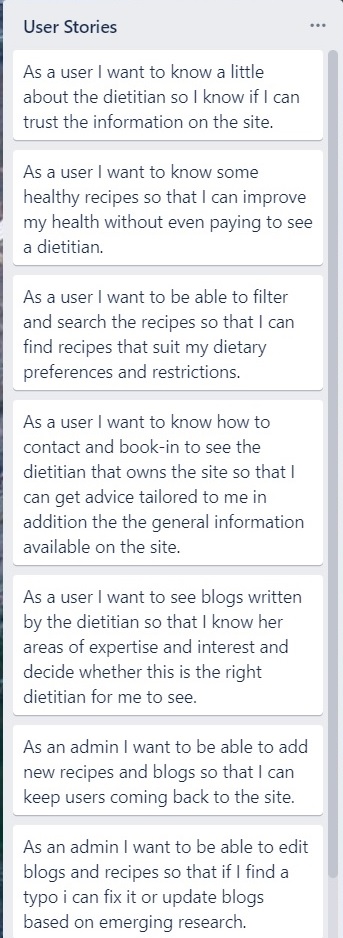 User Stories
As a user I want to know a little
about the dietitian so I know if I can
trust the information on the site.
As a user I want to know some
healthy recipes so that I can improve
my health without even paying to see
a dietitian.
As a user I want to be able to filter
and search the recipes so that I can
find recipes that suit my dietary
preferences and restrictions.
As a user I want to know how to
contact and book-in to see the
dietitian that owns the site so that I
can get advice tailored to me in
addition the the general information
available on the site.
As a user I want to see blogs written
by the dietitian so that I know her
areas of expertise and interest and
decide whether this is the right
dietitian for me to see.
As an admin I want to be able to add
new recipes and blogs so that I can
keep users coming back to the site.
As an admin I want to be able to edit
blogs and recipes so that if I find a
typo i can fix it or update blogs
based on emerging research.